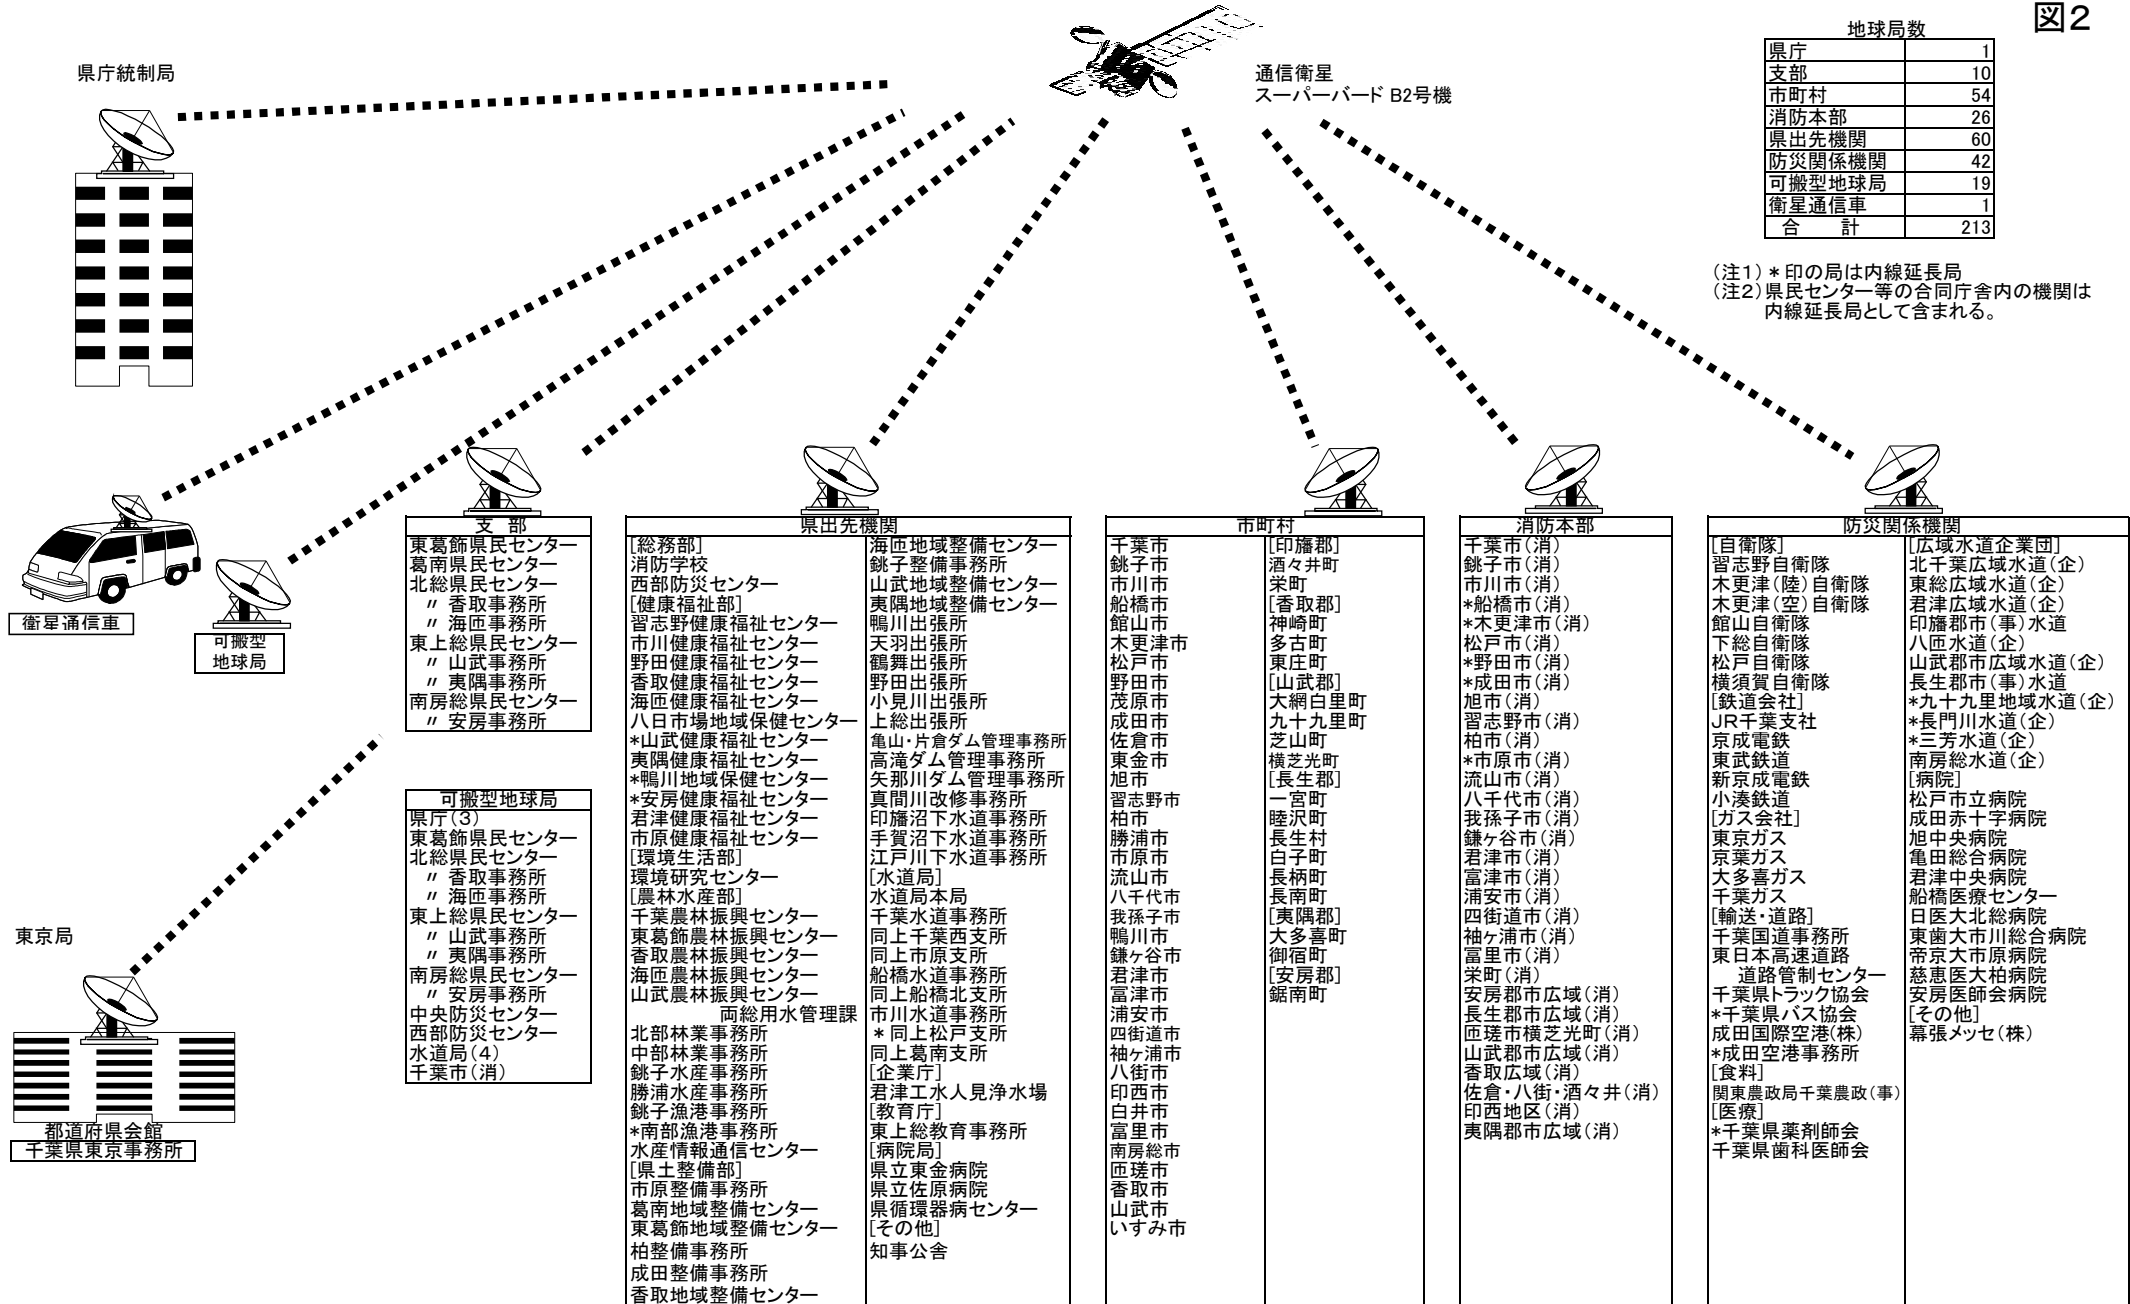 図2
県庁統制局
通信衛星
スーパーバード B2号機
地球局数
県庁 1
支部 10
市町村 54
消防本部 26
県出先機関 60
防災関係機関 42
可搬型地球局 19
衛星通信車 1
合 計 213
(注1)*印の局は内線延長局
(注2)県民センター等の合同庁舎内の機関は
内線延長局として含まれる。
衛星通信車
可搬型
地球局
東京局
都道府県会館
千葉県東京事務所
支 部
東葛飾県民センター
葛南県民センター
北総県民センター
〃 香取事務所
〃 海匝事務所
東上総県民センター
〃 山武事務所
〃 夷隅事務所
南房総県民センター
〃 安房事務所
可搬型地球局
県庁(3)
東葛飾県民センター
北総県民センター
〃 香取事務所
〃 海匝事務所
東上総県民センター
〃 山武事務所
〃 夷隅事務所
南房総県民センター
〃 安房事務所
中央防災センター
西部防災センター
水道局(4)
千葉市(消)
県出先機関
[総務部]
消防学校
西部防災センター
[健康福祉部]
習志野健康福祉センター
市川健康福祉センター
野田健康福祉センター
香取健康福祉センター
海匝健康福祉センター
八日市場地域保健センター
*山武健康福祉センター
夷隅健康福祉センター
*鴨川地域保健センター
*安房健康福祉センター
君津健康福祉センター
市原健康福祉センター
[環境生活部]
環境研究センター
[農林水産部]
千葉農林振興センター
東葛飾農林振興センター
香取農林振興センター
海匝農林振興センター
山武農林振興センター
両総用水管理課
北部林業事務所
中部林業事務所
銚子水産事務所
勝浦水産事務所
銚子漁港事務所
*南部漁港事務所
水産情報通信センター
[県土整備部]
市原整備事務所
葛南地域整備センター
東葛飾地域整備センター
柏整備事務所
成田整備事務所
香取地域整備センター
海匝地域整備センター
銚子整備事務所
山武地域整備センター
夷隅地域整備センター
鴨川出張所
天羽出張所
鶴舞出張所
野田出張所
小見川出張所
上総出張所
亀山・片倉ダム管理事務所
高滝ダム管理事務所
矢那川ダム管理事務所
真間川改修事務所
印旛沼下水道事務所
手賀沼下水道事務所
江戸川下水道事務所
[水道局]
水道局本局
千葉水道事務所
同上千葉西支所
同上市原支所
船橋水道事務所
同上船橋北支所
市川水道事務所
*同上松戸支所
同上葛南支所
[企業庁]
君津工水人見浄水場
[教育庁]
東上総教育事務所
[病院局]
県立東金病院
県立佐原病院
県循環器病センター
[その他]
知事公舎
市町村
千葉市
銚子市
市川市
船橋市
館山市
木更津市
松戸市
野田市
茂原市
成田市
佐倉市
東金市
旭市
習志野市
柏市
勝浦市
市原市
流山市
八千代市
我孫子市
鴨川市
鎌ヶ谷市
君津市
富津市
浦安市
四街道市
袖ヶ浦市
八街市
印西市
白井市
富里市
南房総市
匝瑳市
香取市
山武市
いすみ市
[印旛郡]
酒々井町
栄町
[香取郡]
神崎町
多古町
東庄町
[山武郡]
大網白里町
九十九里町
芝山町
横芝光町
[長生郡]
一宮町
睦沢町
長生村
白子町
長柄町
長南町
[夷隅郡]
大多喜町
御宿町
[安房郡]
鋸南町
消防本部
千葉市(消)
銚子市(消)
市川市(消)
*船橋市(消)
*木更津市(消)
松戸市(消)
*野田市(消)
*成田市(消)
旭市(消)
習志野市(消)
柏市(消)
*市原市(消)
流山市(消)
八千代市(消)
我孫子市(消)
鎌ヶ谷市(消)
君津市(消)
富津市(消)
浦安市(消)
四街道市(消)
袖ヶ浦市(消)
富里市(消)
栄町(消)
安房郡市広域(消)
長生郡市広域(消)
匝瑳市横芝光町(消)
山武郡市広域(消)
香取広域(消)
佐倉・八街・酒々井(消)
印西地区(消)
夷隅郡市広域(消)
防災関係機関
[自衛隊]
習志野自衛隊
木更津(陸)自衛隊
木更津(空)自衛隊
館山自衛隊
下総自衛隊
松戸自衛隊
横須賀自衛隊
[鉄道会社]
JR千葉支社
京成電鉄
東武鉄道
新京成電鉄
小湊鉄道
[ガス会社]
東京ガス
京葉ガス
大多喜ガス
千葉ガス
[輸送・道路]
千葉国道事務所
東日本高速道路
道路管制センター
千葉県トラック協会
*千葉県バス協会
成田国際空港(株)
*成田空港事務所
[食料]
関東農政局千葉農政(事)
[医療]
*千葉県薬剤師会
千葉県歯科医師会
[広域水道企業団]
北千葉広域水道(企)
東総広域水道(企)
君津広域水道(企)
印旛郡市(事)水道
八匝水道(企)
山武郡市広域水道(企)
長生郡市(事)水道
*九十九里地域水道(企)
*長門川水道(企)
*三芳水道(企)
南房総水道(企)
[病院]
松戸市立病院
成田赤十字病院
旭中央病院
亀田総合病院
君津中央病院
船橋医療センター
日医大北総病院
東歯大市川総合病院
帝京大市原病院
慈恵医大柏病院
安房医師会病院
[その他]
幕張メッセ(株)